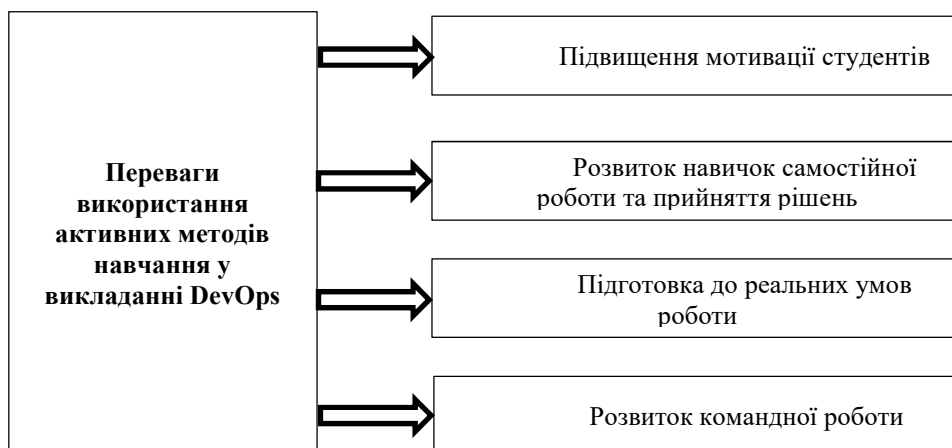 Переваги
використання
активних методів
навчання у
викладанні DevOps
Підвищення мотивації студентів
Розвиток навичок самостійної
роботи та прийняття рішень
Підготовка до реальних умов
роботи
Розвиток командної роботи